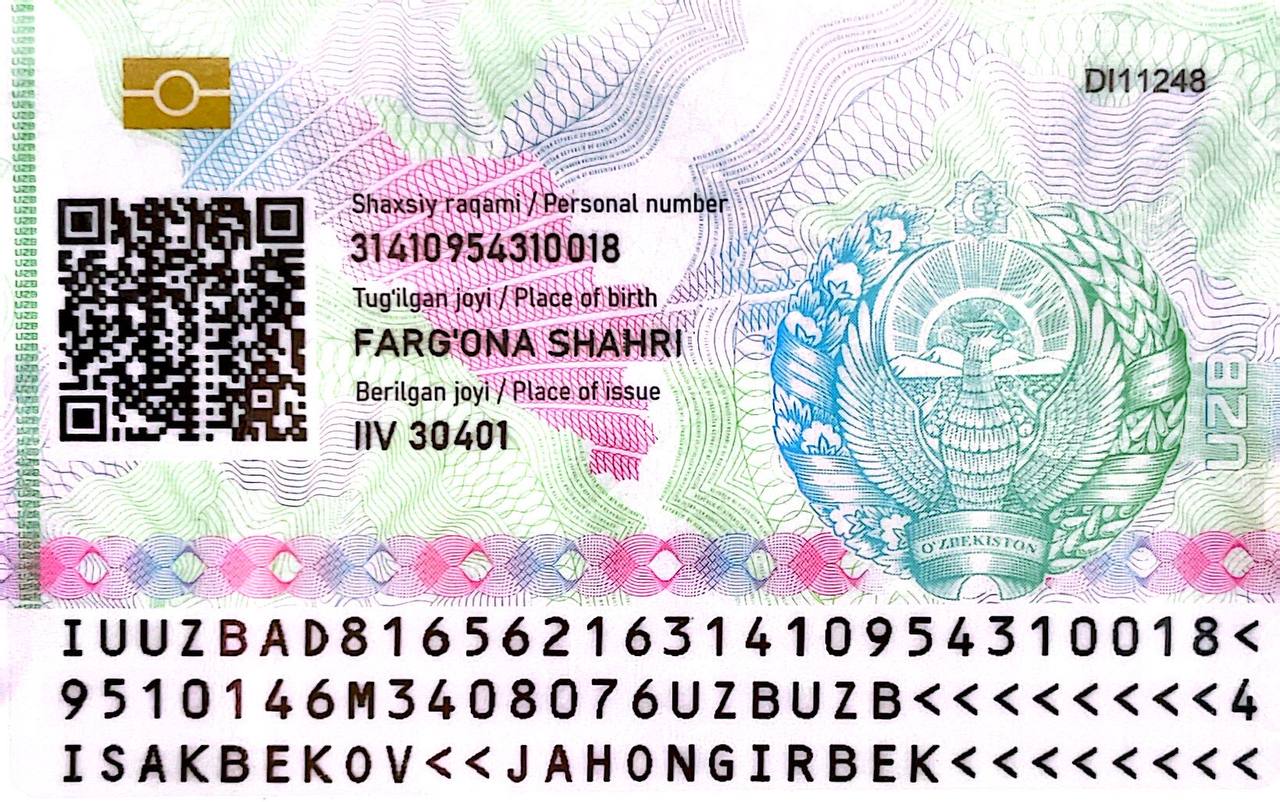 DI11248
Shaxsiy raqami / Personal number
31410954310018
Tug'ilgan joyi / Place of birth
FARG'ONA SHAHRI
Berilgan joyi / Place of issue
IIV 30401
UZB
O'ZBEKISTON
IUUZBAD8165621631410954310018<
9510146M3408076UZBUZB<<<<<<<<4
ISAKBEKOV<<JAHONGIRBEK<<<<<<<<